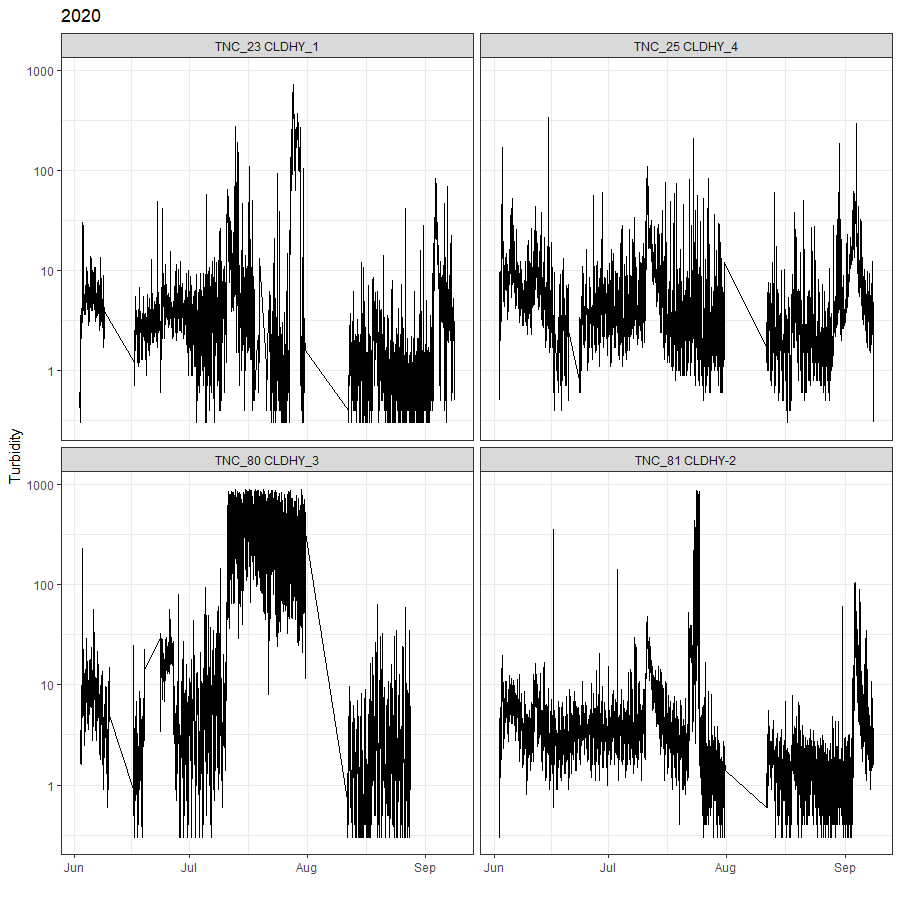 2020
TNC_23 CLDHY_1
TNC_25 CLDHY_4
1000
100
10
1
Turbidity
TNC_80 CLDHY_3
TNC_81 CLDHY-2
1000
100
10
1
Jun Jul Aug Sep
Jun Jul Aug Sep